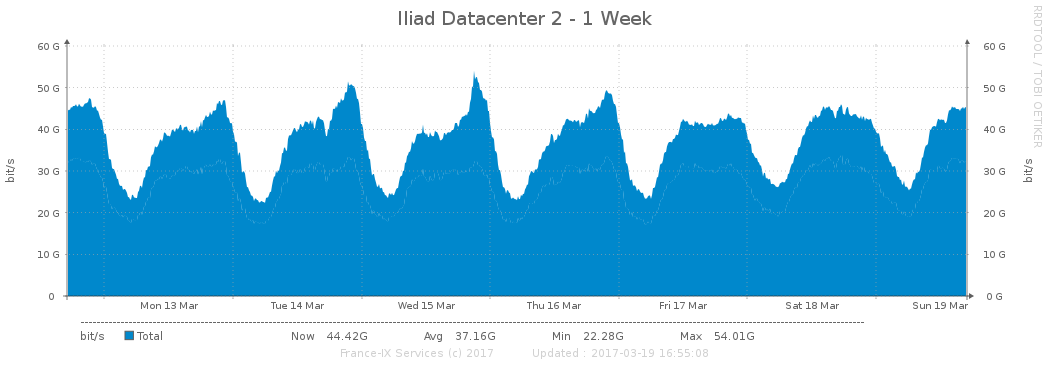 Iliad Datacenter 2 - 1 Week
RRDTOOL / TOBI OETIKER
60 G 60 G
50 G 50 G
40 G 40 G
30 G 30 G
20 G 20 G
10 G 10 G
0 0 G
bit/s bit/s
Mon 13 Mar Tue 14 Mar Wed 15 Mar Thu 16 Mar Fri 17 Mar Sat 18 Mar Sun 19 Mar
bit/s Total Now 44.42G Avg 37.16G Min 22.28G Max 54.01G
France-IX Services (c) 2017 Updated : 2017-03-19 16:55:08